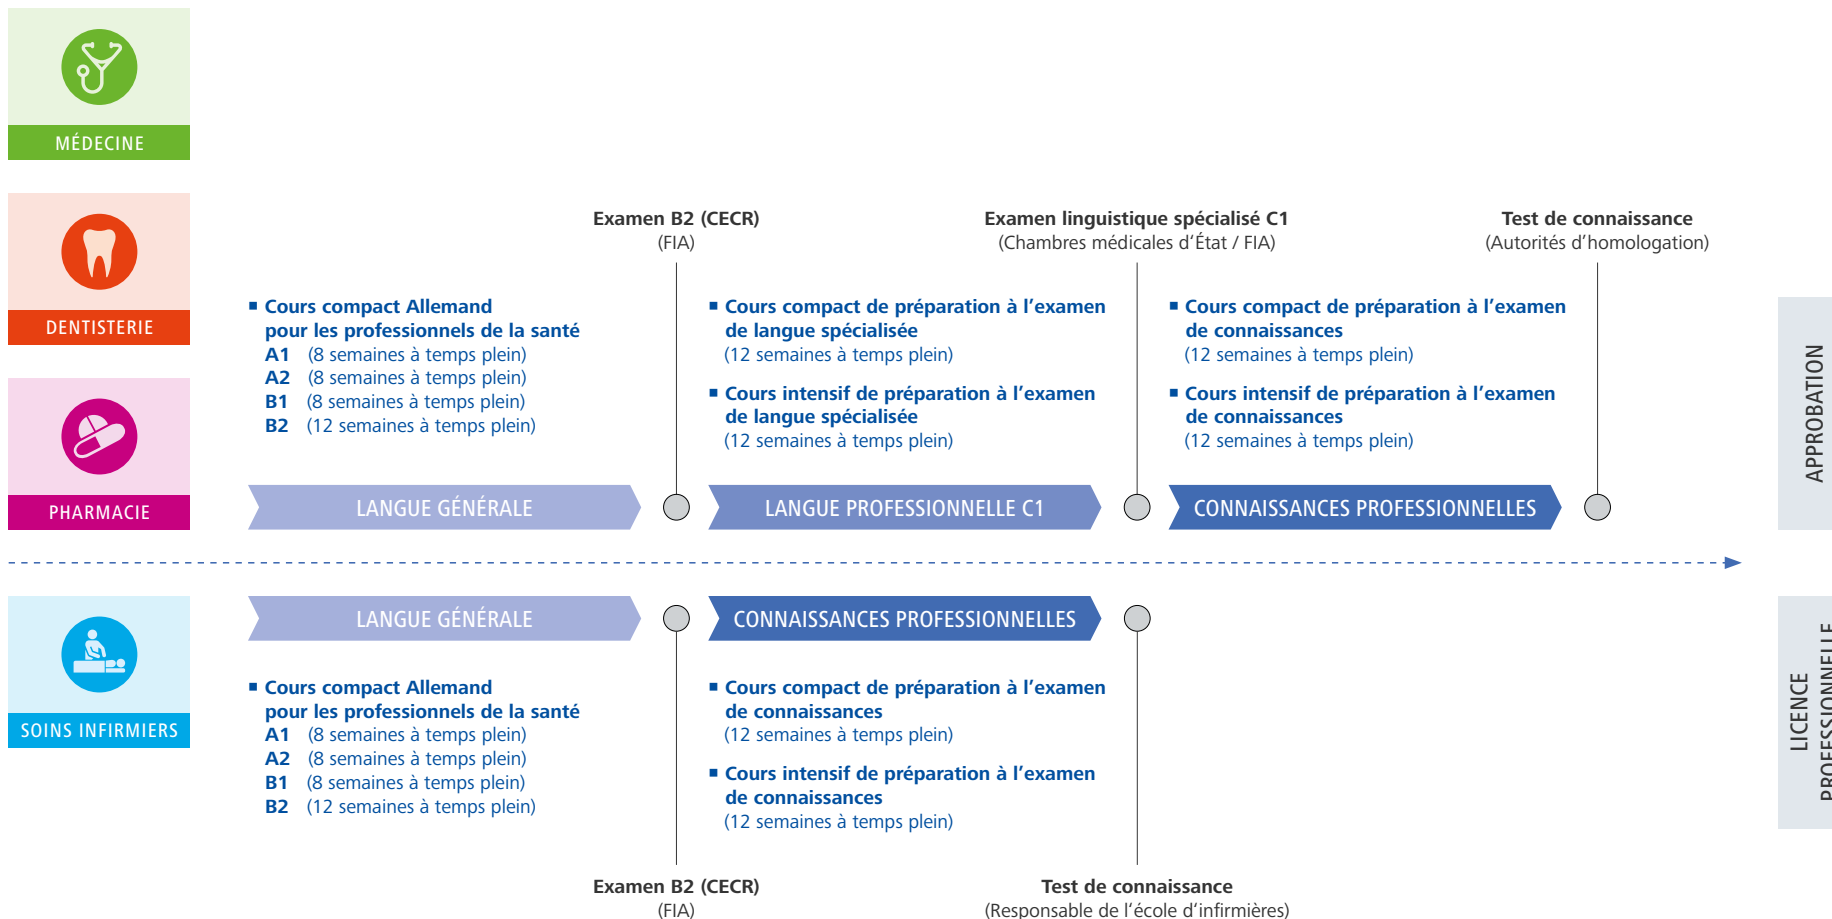 MÉDECINE
DENTISTERIE
PHARMACIE
Examen B2 (CECR)
(FIA)
Examen linguistique spécialisé C1
(Chambres médicales d‘État / FIA)
Test de connaissance
(Autorités d’homologation)
■ Cours compact Allemand
pour les professionnels de la santé
A1 (8 semaines à temps plein)
A2 (8 semaines à temps plein)
B1 (8 semaines à temps plein)
B2 (12 semaines à temps plein)
■ Cours compact de préparation à l’examen
de langue spécialisée
(12 semaines à temps plein)
■ Cours intensif de préparation à l’examen
de langue spécialisée
(12 semaines à temps plein)
■ Cours compact de préparation à l’examen
de connaissances
(12 semaines à temps plein)
■ Cours intensif de préparation à l’examen
de connaissances
(12 semaines à temps plein)
LANGUE GÉNÉRALE
LANGUE PROFESSIONNELLE C1
CONNAISSANCES PROFESSIONNELLES
APPROBATION
SOINS INFIRMIERS
LANGUE GÉNÉRALE
CONNAISSANCES PROFESSIONNELLES
■ Cours compact Allemand
pour les professionnels de la santé
A1 (8 semaines à temps plein)
A2 (8 semaines à temps plein)
B1 (8 semaines à temps plein)
B2 (12 semaines à temps plein)
■ Cours compact de préparation à l’examen
de connaissances
(12 semaines à temps plein)
■ Cours intensif de préparation à l’examen
de connaissances
(12 semaines à temps plein)
Examen B2 (CECR)
(FIA)
Test de connaissance
(Responsable de l‘école d‘infirmières)
LICENCE
PROFESSIONNELLE